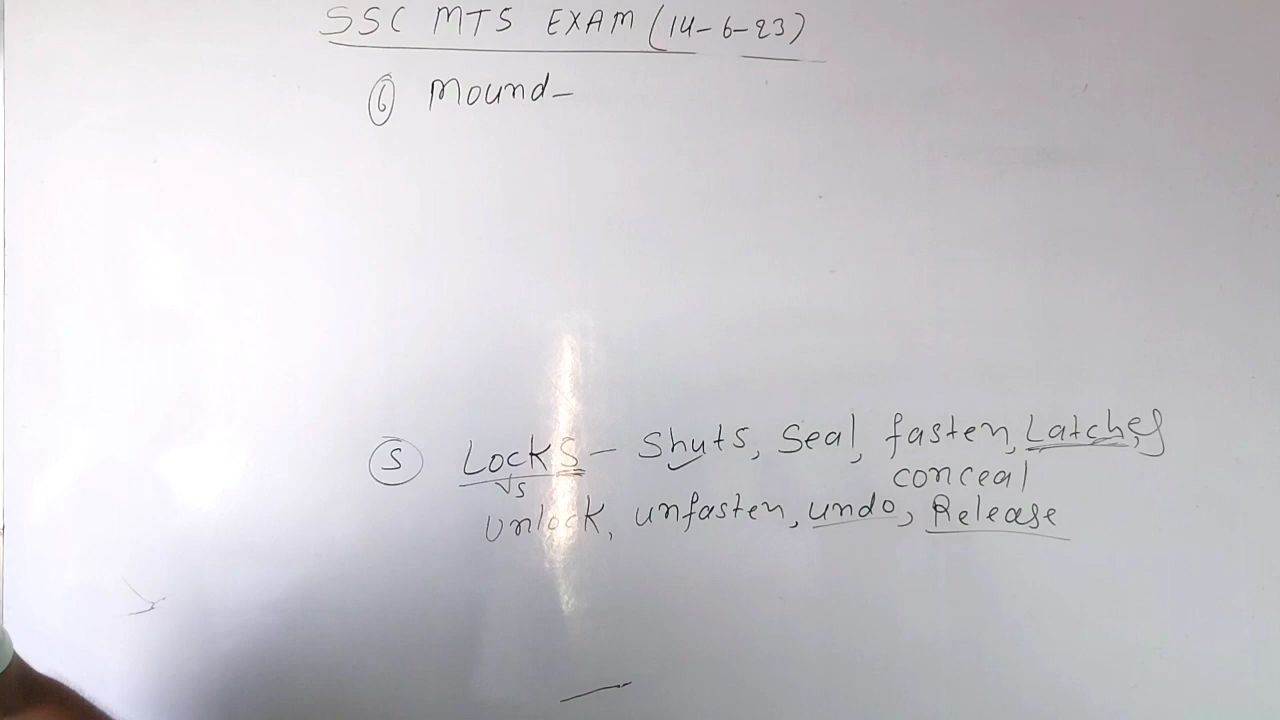 SSC MTS EXAM (14-6-23)
6 Mound-
5 Locks - Shuts, Seal, fasten, Latches
conceal
Vs
Unlock, unfasten, undo, Release